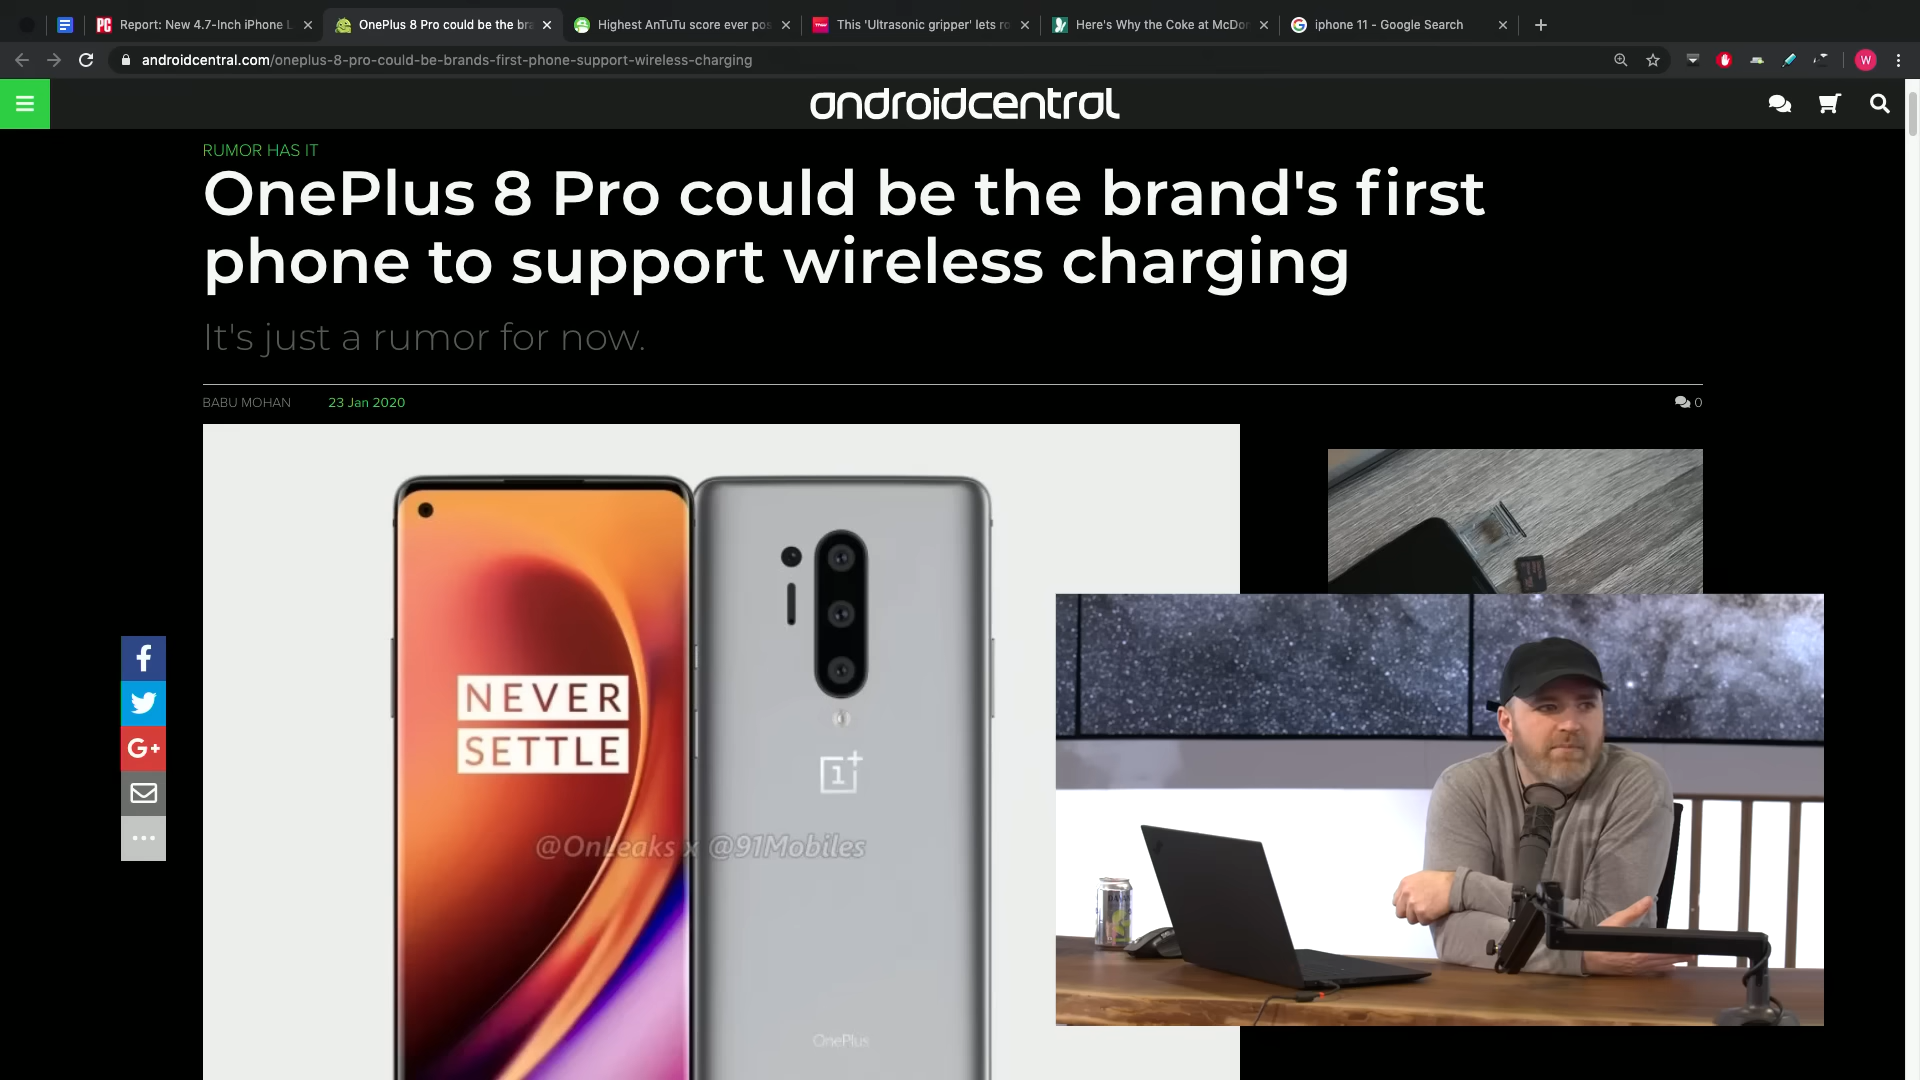 Report: New 4.7-Inch iPhone L
OnePlus 8 Pro could be the bra
Highest AnTuTu score ever pos
This 'Ultrasonic gripper' lets ro
Here's Why the Coke at McDon
iphone 11 - Google Search
androidcentral.com/oneplus-8-pro-could-be-brands-first-phone-support-wireless-charging
W
androidcentral
RUMOR HAS IT
OnePlus 8 Pro could be the brand's first
phone to support wireless charging
It's just a rumor for now.
BABU MOHAN 23 Jan 2020
0
NEVER
SETTLE
@OnLeaks x @91Mobiles
OnePlus